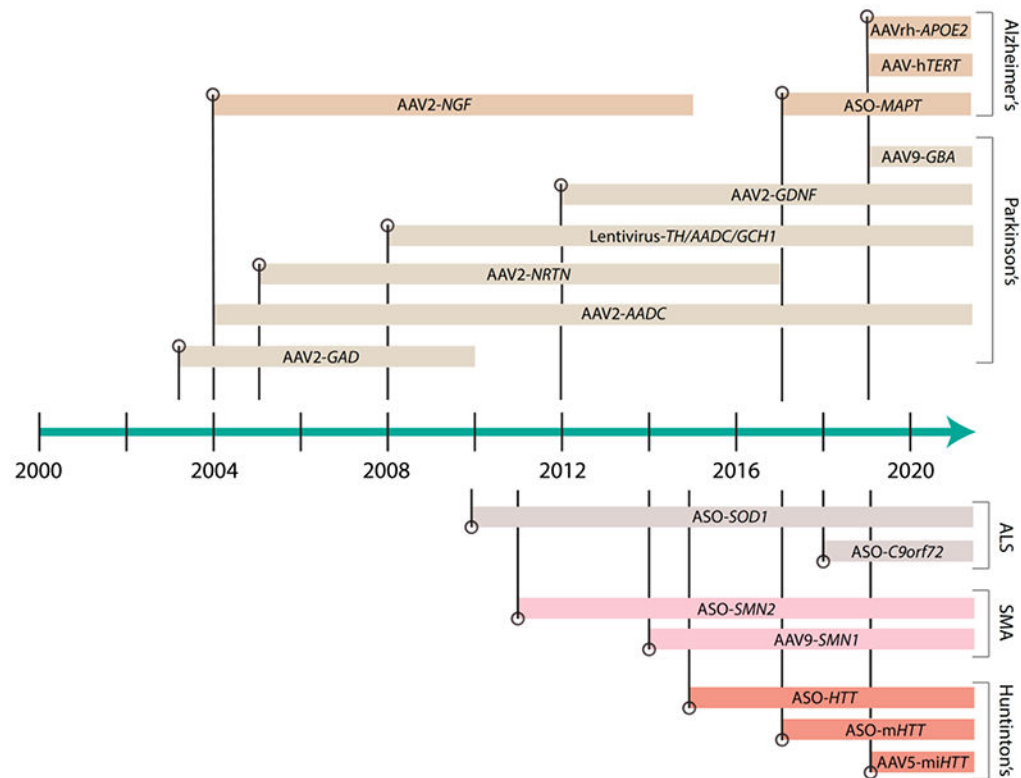 AAVrh-APOE2
AAV-hTERT
AAV2-NGF
ASO-MAPT
Alzheimer's
AAV9-GBA
AAV2-GDNF
Lentivirus-TH/AADC/GCH1
AAV2-NRTN
AAV2-AADC
AAV2-GAD
Parkinson's
2000
2004
2008
2012
2016
2020
ASO-SOD1
ASO-C9orf72
ALS
ASO-SMN2
AAV9-SMN1
SMA
ASO-HTT
ASO-mHTT
AAV5-miHTT
Huntinton's